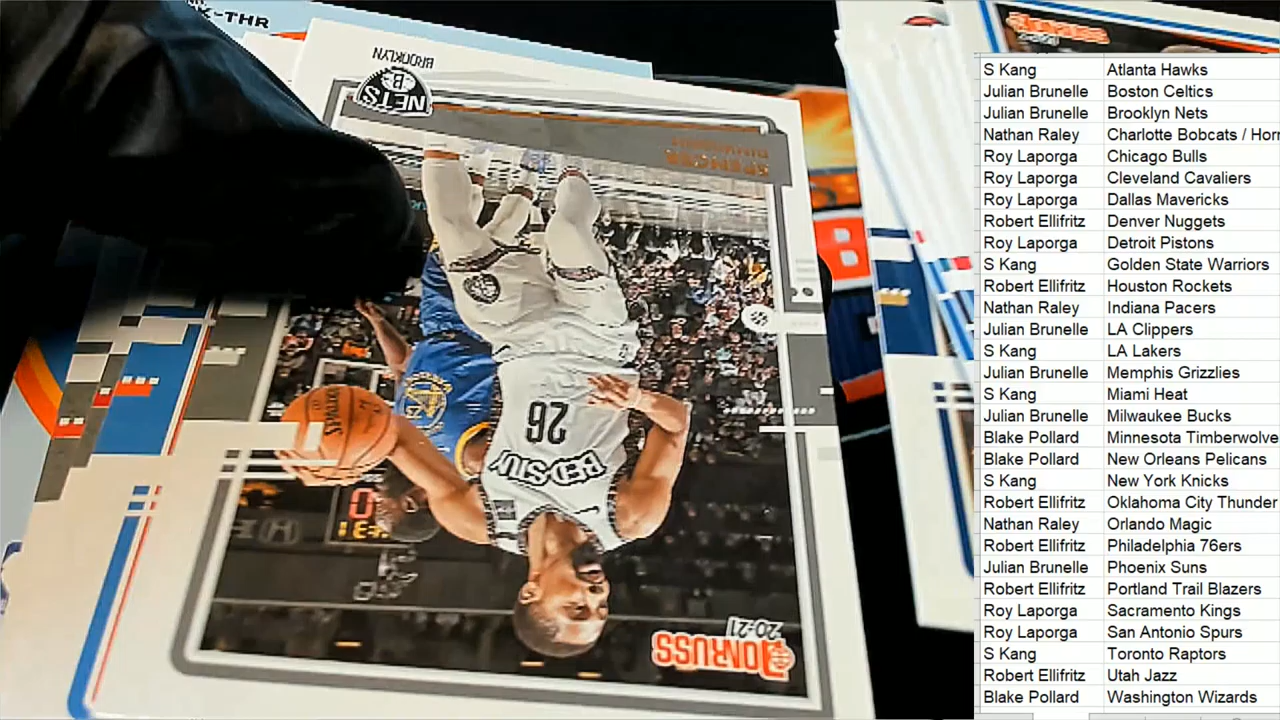 K-THR
BROOKLYN
NETS
B
SPENCER
DINWIDDIE
SPALDING
26
BED-STUY
DONRUSS
'20-21
S Kang Atlanta Hawks
Julian Brunelle Boston Celtics
Julian Brunelle Brooklyn Nets
Nathan Raley Charlotte Bobcats / Hor
Roy Laporga Chicago Bulls
Roy Laporga Cleveland Cavaliers
Roy Laporga Dallas Mavericks
Robert Ellifritz Denver Nuggets
Roy Laporga Detroit Pistons
S Kang Golden State Warriors
Robert Ellifritz Houston Rockets
Nathan Raley Indiana Pacers
Julian Brunelle LA Clippers
S Kang LA Lakers
Julian Brunelle Memphis Grizzlies
S Kang Miami Heat
Julian Brunelle Milwaukee Bucks
Blake Pollard Minnesota Timberwolve
Blake Pollard New Orleans Pelicans
S Kang New York Knicks
Robert Ellifritz Oklahoma City Thunder
Nathan Raley Orlando Magic
Robert Ellifritz Philadelphia 76ers
Julian Brunelle Phoenix Suns
Robert Ellifritz Portland Trail Blazers
Roy Laporga Sacramento Kings
Roy Laporga San Antonio Spurs
S Kang Toronto Raptors
Robert Ellifritz Utah Jazz
Blake Pollard Washington Wizards